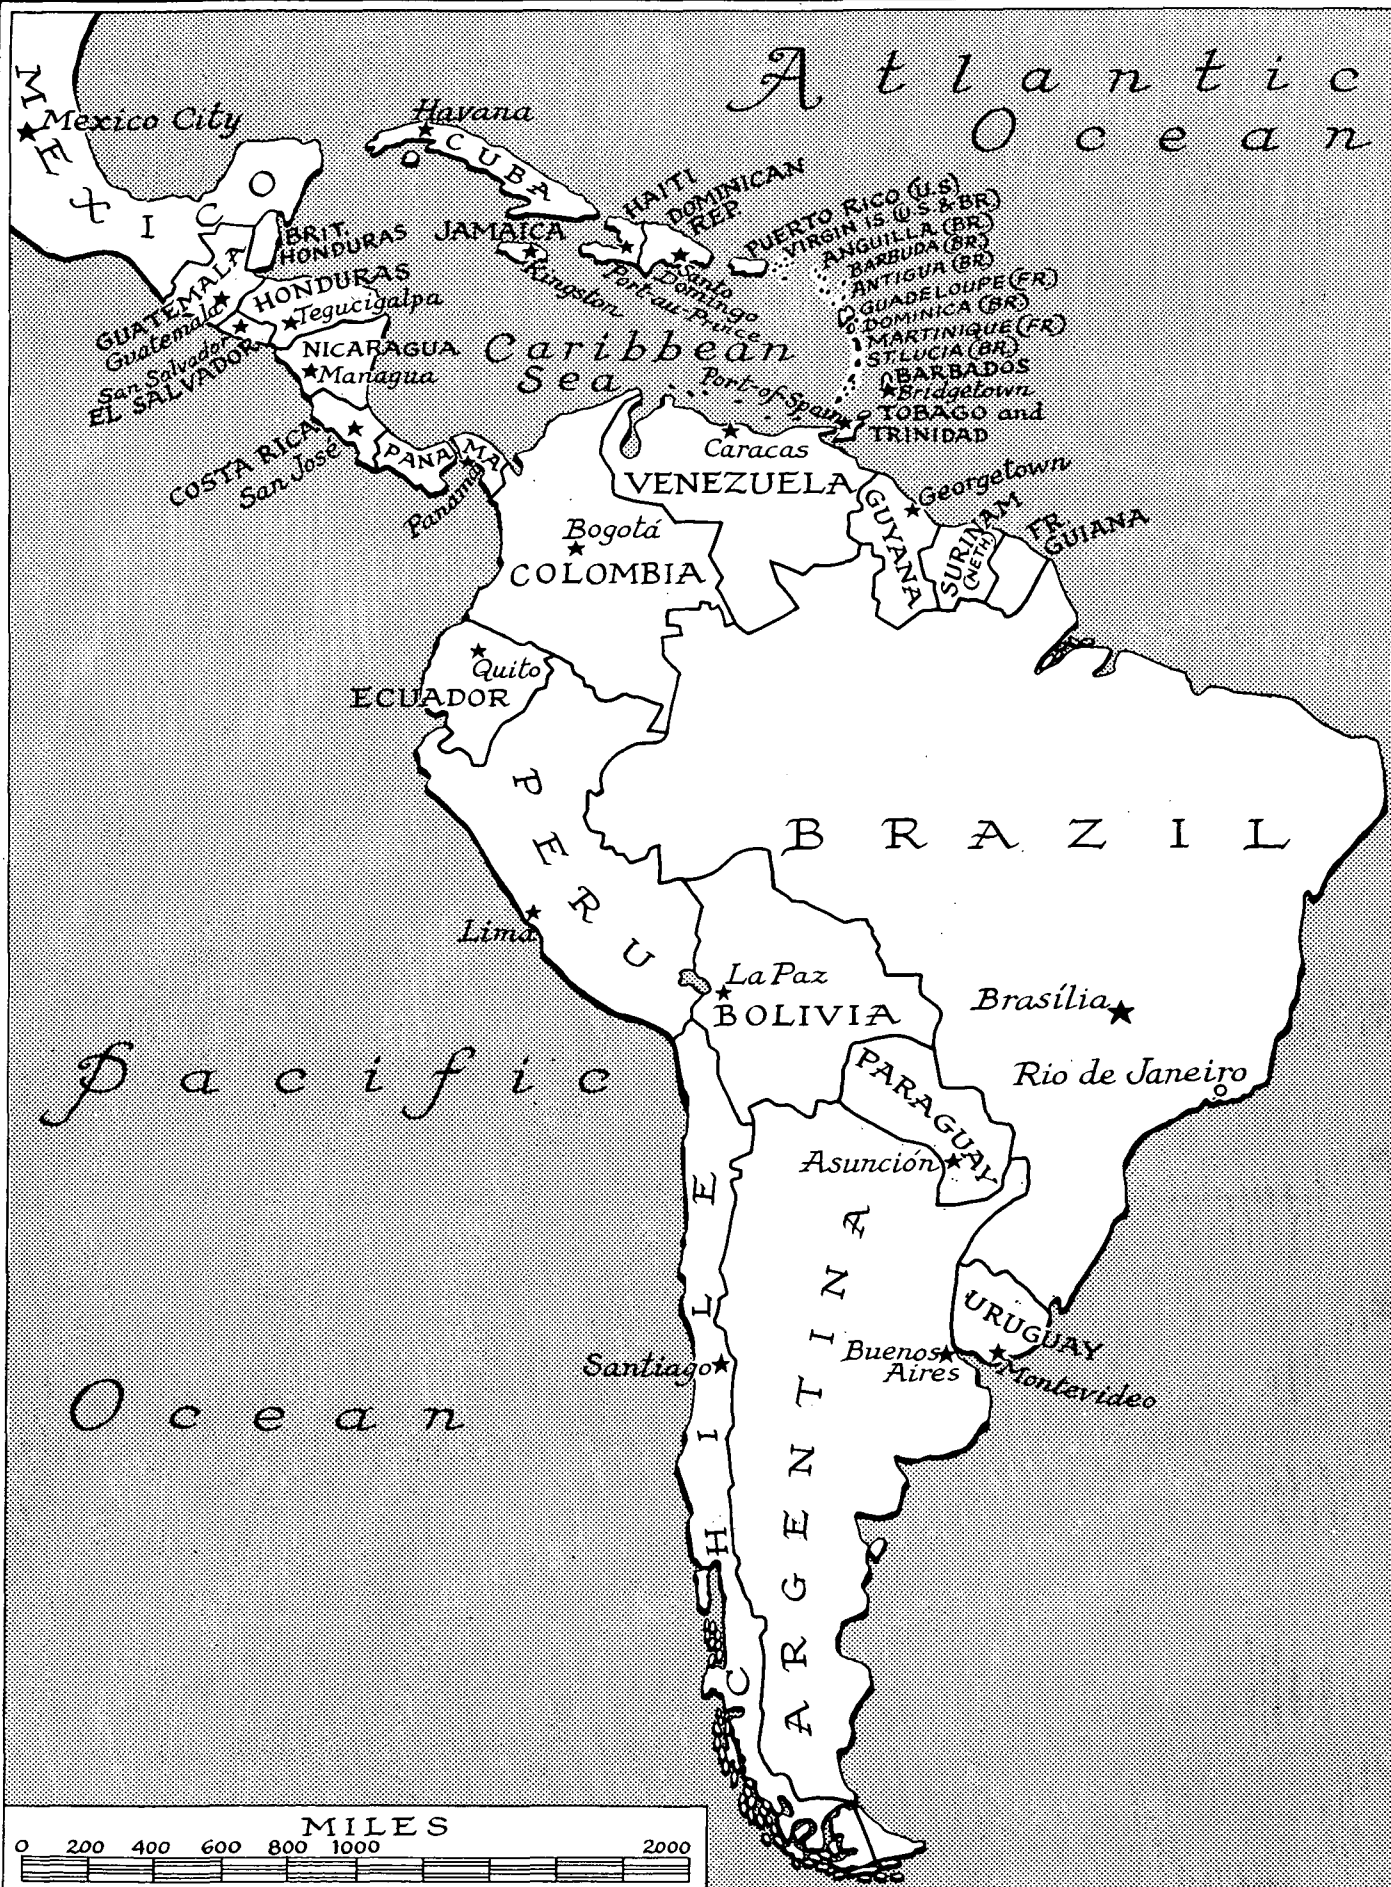 Atlantic
Ocean
MEXICO
Mexico City
Havana
CUBA
HAITI
DOMINICAN
REP
JAMAICA
Kingston
Port-au-Prince
Santo
Domingo
PUERTO RICO (U.S)
VIRGIN IS (U.S & BR)
ANGUILLA (BR)
BARBUDA (BR)
ANTIGUA (BR)
GUADELOUPE (FR)
DOMINICA (BR)
MARTINIQUE (FR)
ST LUCIA (BR)
BARBADOS
Bridgetown
TOBAGO and
TRINIDAD
Port-of-Spain
BRIT.
HONDURAS
GUATEMALA
Guatemala
HONDURAS
Tegucigalpa
San Salvador
EL SALVADOR
NICARAGUA
Managua
Caribbean
Sea
COSTA RICA
San José
PANAMA
Panama
Caracas
VENEZUELA
Georgetown
GUYANA
SURINAM
(NETH)
FR.
GUIANA
Bogotá
COLOMBIA
Quito
ECUADOR
PERU
Lima
BRAZIL
Brasília
Rio de Janeiro
La Paz
BOLIVIA
PARAGUAY
Asunción
Pacific
Ocean
CHILE
Santiago
ARGENTINA
Buenos
Aires
URUGUAY
Montevideo
MILES
0 200 400 600 800 1000 2000